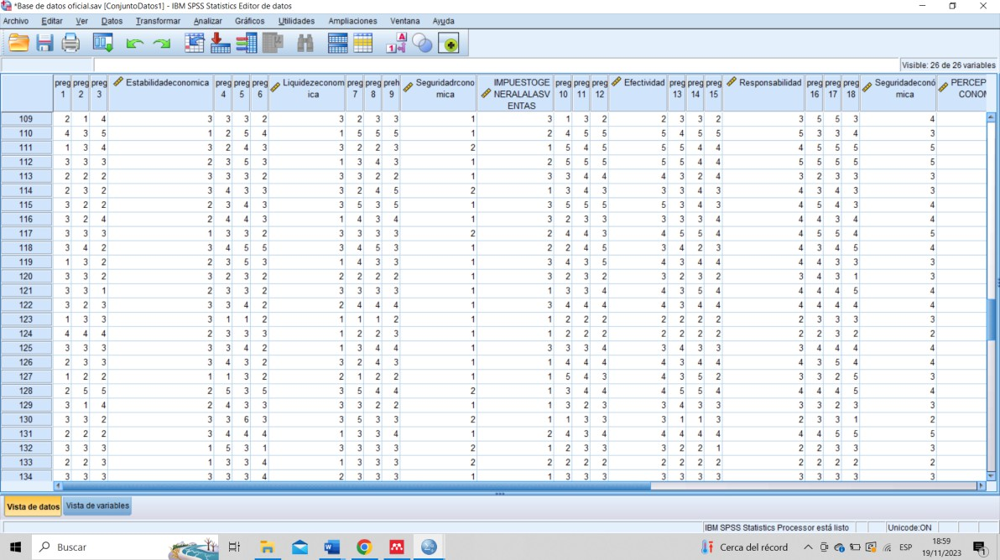 *Base de datos oficial.sav [ConjuntoDatos1] - IBM SPSS Statistics Editor de datos
Archivo Editar Ver Datos Transformar Analizar Gráficos Utilidades Ampliaciones Ventana Ayuda
Visible: 26 de 26 variables
preg 1 preg 2 preg 3 Estabilidadeconomica preg 4 preg 5 preg 6 Liquidezeconomica preg 7 preg 8 preh 9 Seguridadrconomica IMPUESTOGENERALALASVENTAS preg 10 preg 11 preg 12 Efectividad preg 13 preg 14 preg 15 Responsabilidad preg 16 preg 17 preg 18 Seguridadeconómica PERCEP CONOM
109 2 1 4 3 3 3 2 3 2 3 3 1 3 1 3 2 2 3 3 2 3 5 5 3 4
110 4 3 5 1 2 5 4 1 5 5 5 1 2 4 5 5 5 4 5 5 5 3 3 4 3
111 1 3 4 3 2 4 3 3 2 2 3 2 1 5 4 5 5 5 4 4 4 5 5 5 5
112 3 3 3 2 3 5 3 1 3 4 3 1 2 5 5 5 5 5 4 4 5 5 5 5 5
113 2 2 2 3 3 3 2 3 3 2 2 1 3 3 4 4 4 3 2 4 3 2 3 3 3
114 2 3 2 3 4 3 3 3 2 4 5 2 1 3 4 3 3 3 4 3 4 3 4 3 3
115 3 2 2 2 3 4 3 3 5 3 5 1 3 5 5 5 5 3 4 3 4 5 4 3 4
116 3 2 4 2 4 4 3 1 4 3 4 1 3 2 3 3 3 3 3 4 4 3 4 4 4
117 3 3 3 1 3 3 2 3 3 3 3 2 2 4 4 3 4 5 5 4 4 5 5 4 5
118 3 4 2 3 4 5 5 3 4 5 3 1 2 2 4 5 3 4 2 3 4 3 4 5 4
119 1 3 2 2 3 5 3 1 4 3 3 1 3 4 3 5 4 3 4 4 4 4 3 3 3
120 3 3 2 3 2 3 2 2 2 2 2 1 3 2 3 2 3 2 3 2 3 4 3 1 3
121 3 3 1 2 3 3 2 3 3 3 3 1 1 3 3 4 4 3 5 4 4 4 4 5 4
122 3 2 3 3 3 4 2 2 4 4 4 1 3 4 4 4 4 3 4 4 4 4 4 4 4
123 1 3 3 3 1 1 2 1 1 1 2 1 1 2 2 2 2 2 2 2 2 3 3 3 3
124 4 4 4 2 3 3 3 1 2 2 3 1 1 2 2 2 2 2 2 2 2 2 3 2 2
125 3 3 3 3 3 4 2 1 3 4 4 1 3 3 3 4 3 4 3 3 3 4 4 4 4
126 2 3 3 3 4 3 2 3 2 4 3 1 1 4 4 4 4 3 4 4 4 3 5 4 4
127 1 2 2 1 1 3 2 2 1 2 2 1 1 5 4 3 4 3 5 2 3 3 2 5 3
128 2 5 5 2 5 3 5 3 5 4 4 2 1 3 4 4 4 5 5 4 4 5 3 4 4
129 3 1 4 2 4 3 3 3 3 2 2 1 1 3 2 3 3 4 3 3 3 3 2 3 3
130 3 3 2 3 3 6 3 3 5 3 3 2 1 1 3 3 3 1 1 3 2 3 3 1 2
131 2 2 2 3 4 4 4 1 3 3 4 1 2 4 3 4 4 4 4 4 4 4 5 5 5
132 3 3 3 1 5 3 1 3 3 3 3 2 1 2 3 3 3 2 2 1 2 2 3 3 3
133 2 2 3 1 3 3 4 1 3 3 3 2 2 2 2 2 2 2 2 2 2 2 2 2 2
134 3 3 3 3 3 3 4 2 3 3 3 1 1 3 3 3 3 3 3 3 3 3 3 3 3
Vista de datos Vista de variables
IBM SPSS Statistics Processor está listo Unicode:ON
Buscar Cerca del récord ESP 18:59
19/11/2023